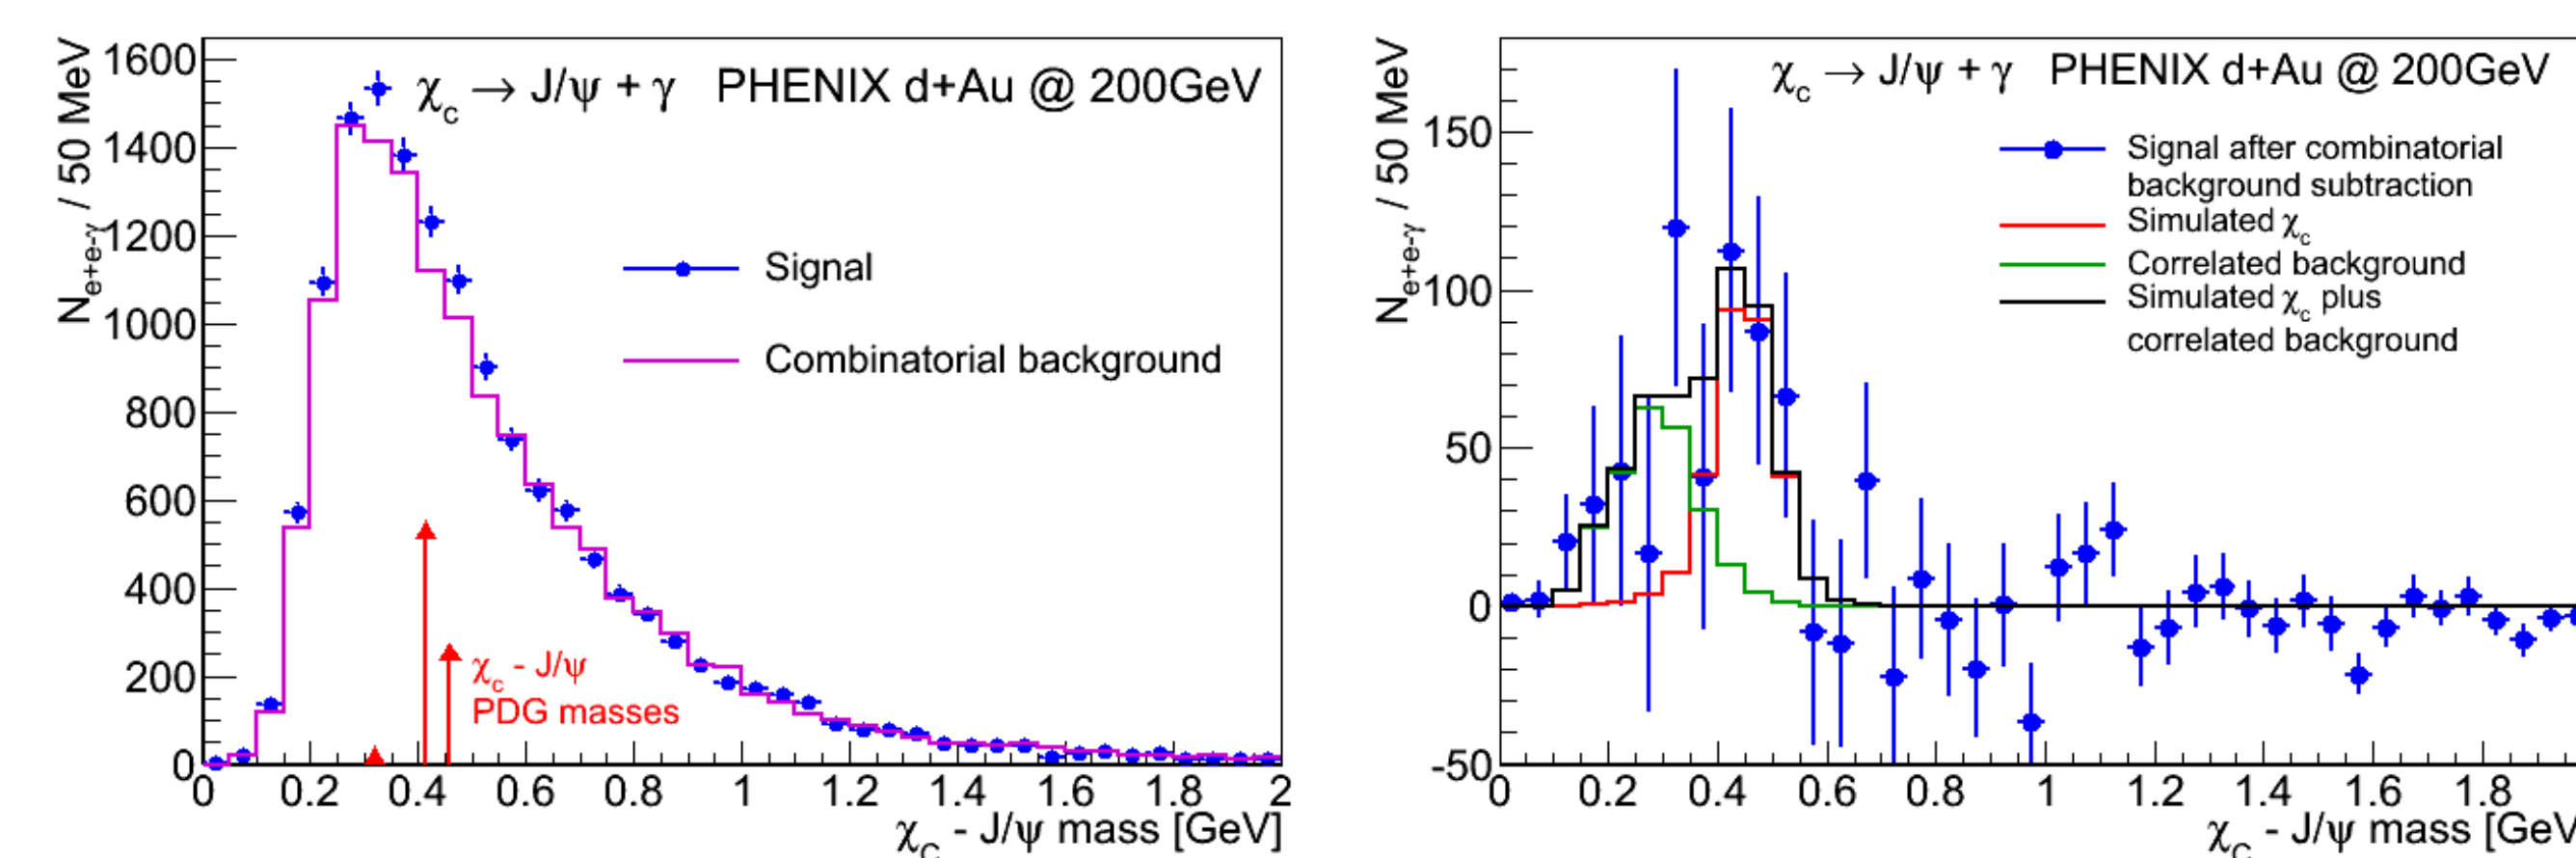 χc → J/ψ + γ PHENIX d+Au @ 200GeV
Ne+e-γ / 50 MeV
1600
1400
1200
1000
800
600
400
200
0
Signal
Combinatorial background
χc - J/ψ
PDG masses
0 0.2 0.4 0.6 0.8 1 1.2 1.4 1.6 1.8 2
χC - J/ψ mass [GeV]
χc → J/ψ + γ PHENIX d+Au @ 200GeV
Ne+e-γ / 50 MeV
150
100
50
0
-50
Signal after combinatorial
background subtraction
Simulated χc
Correlated background
Simulated χc plus
correlated background
0 0.2 0.4 0.6 0.8 1 1.2 1.4 1.6 1.8
χC - J/ψ mass [GeV